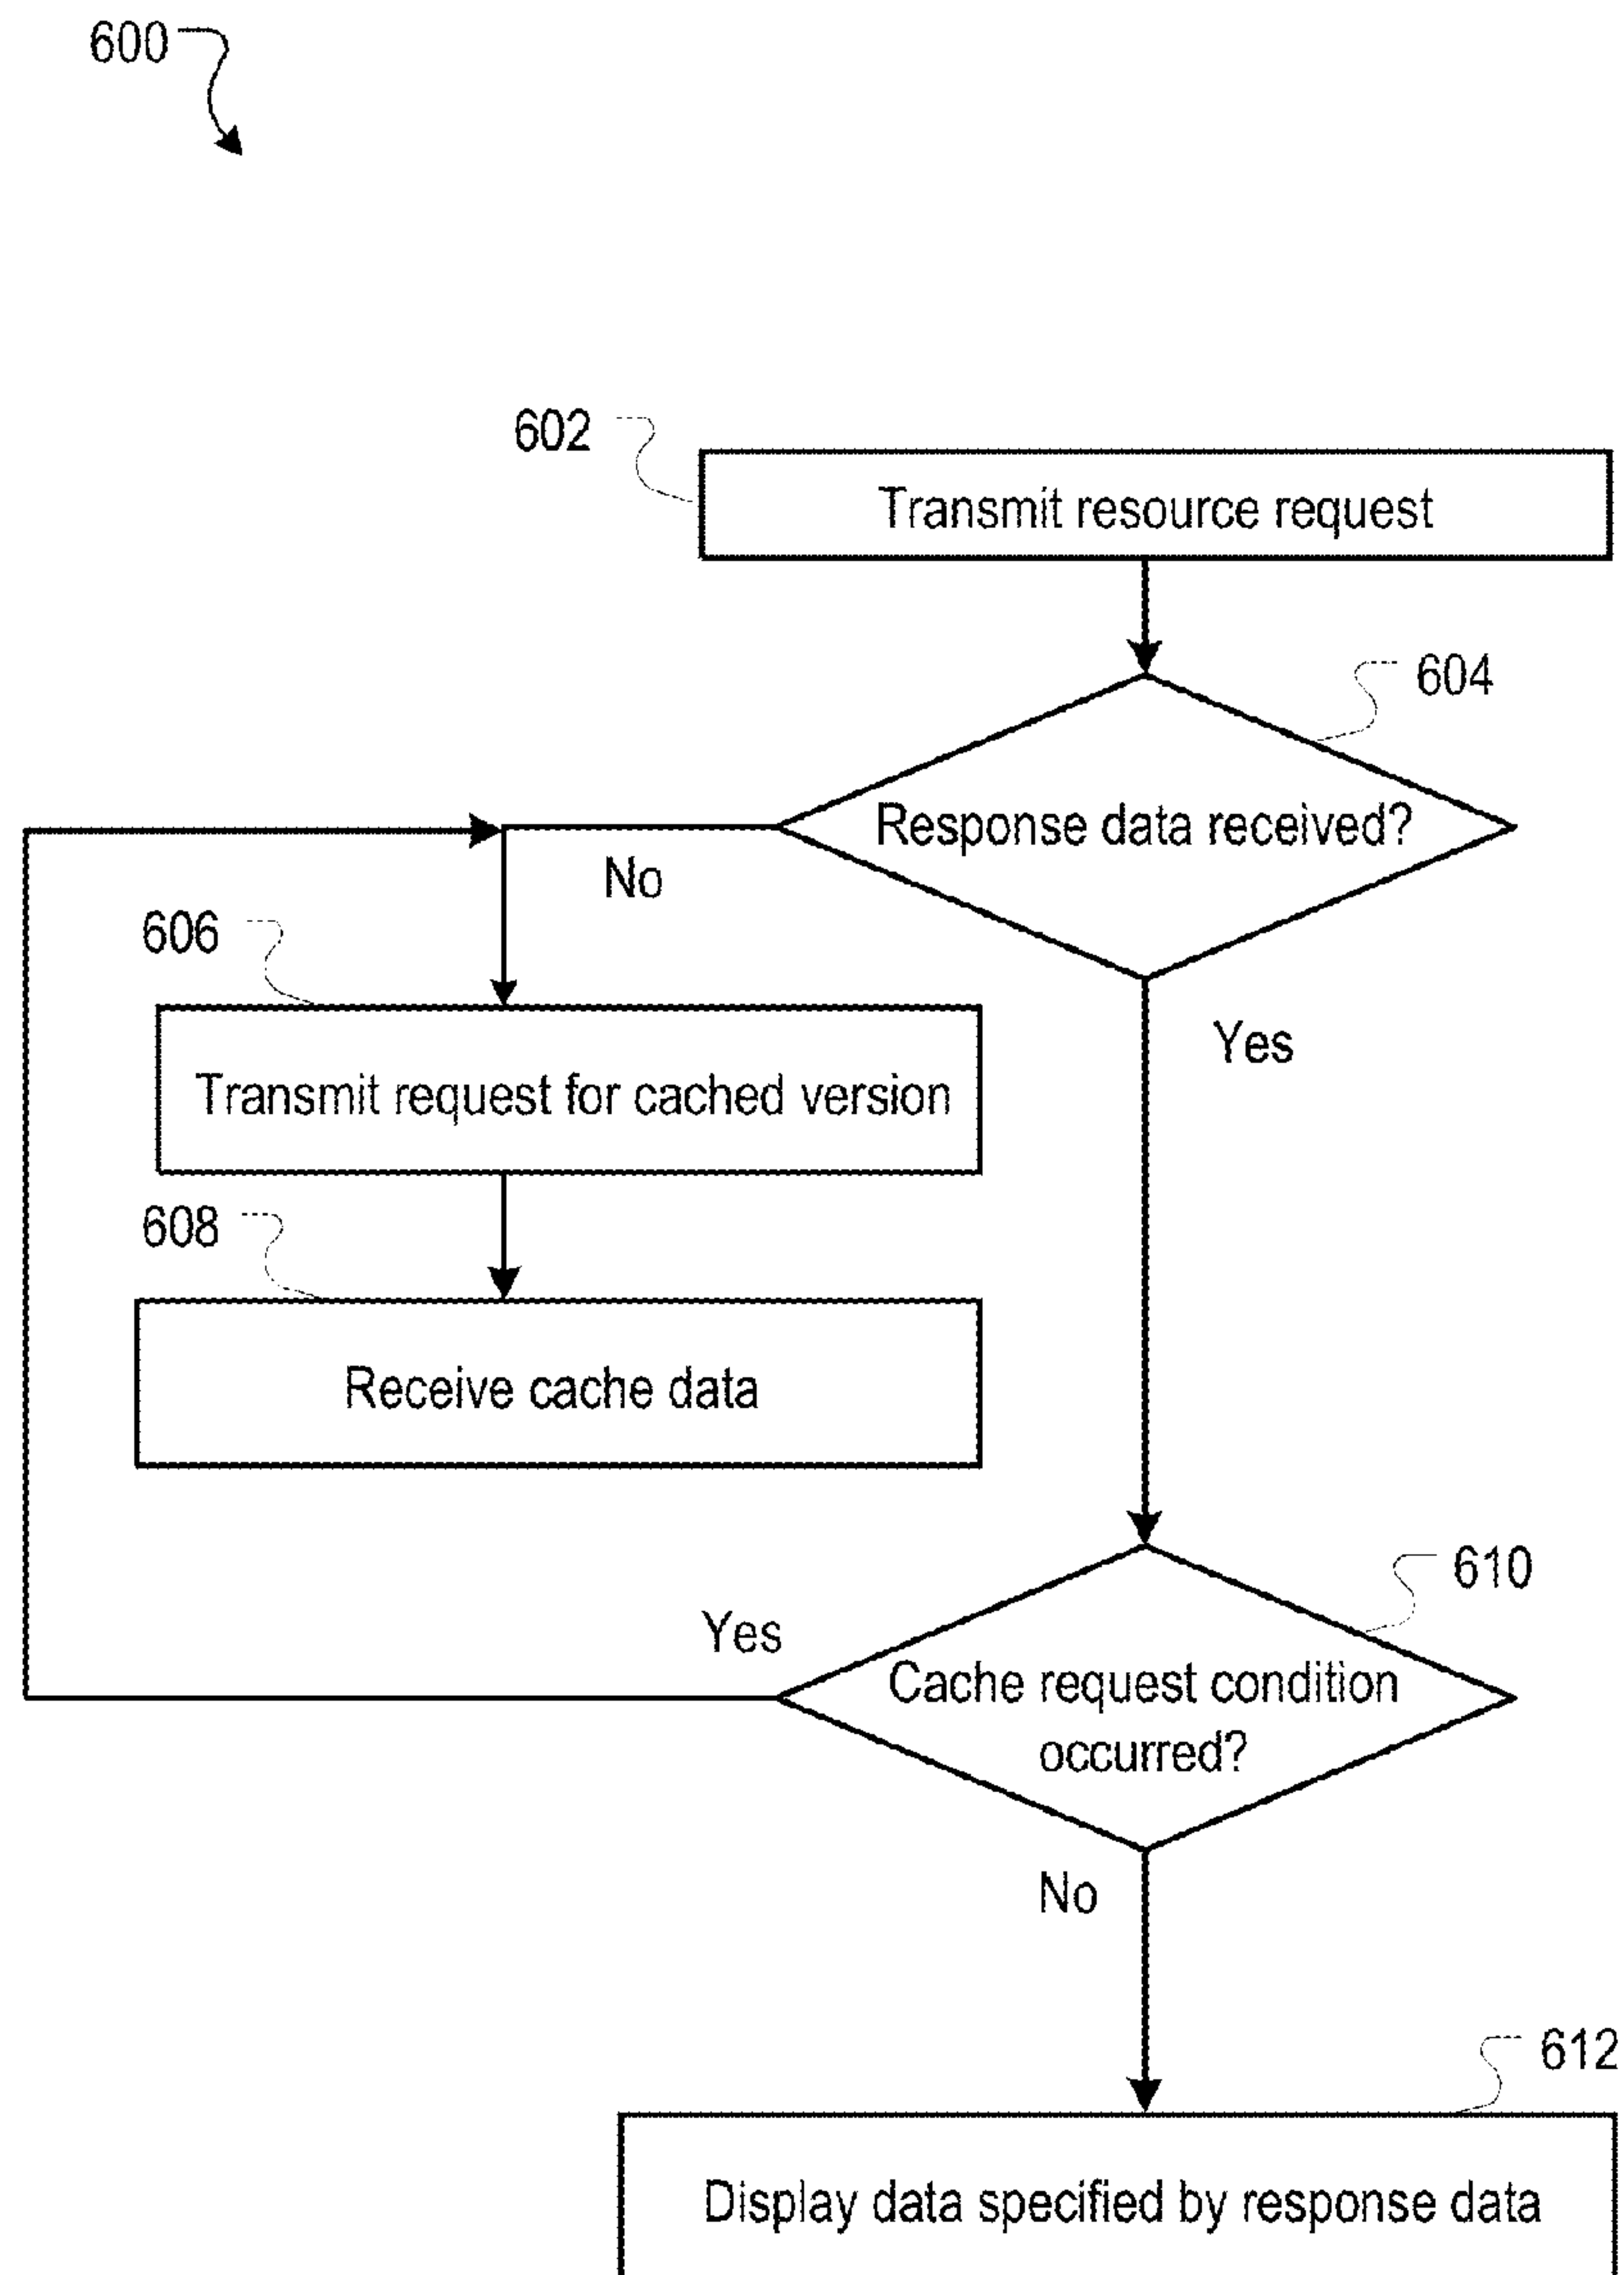 600
602
Transmit resource request
604
Response data received?
No
606
Yes
Transmit request for cached version
608
Receive cache data
610
Yes
Cache request condition
occurred?
No
612
Display data specified by response data